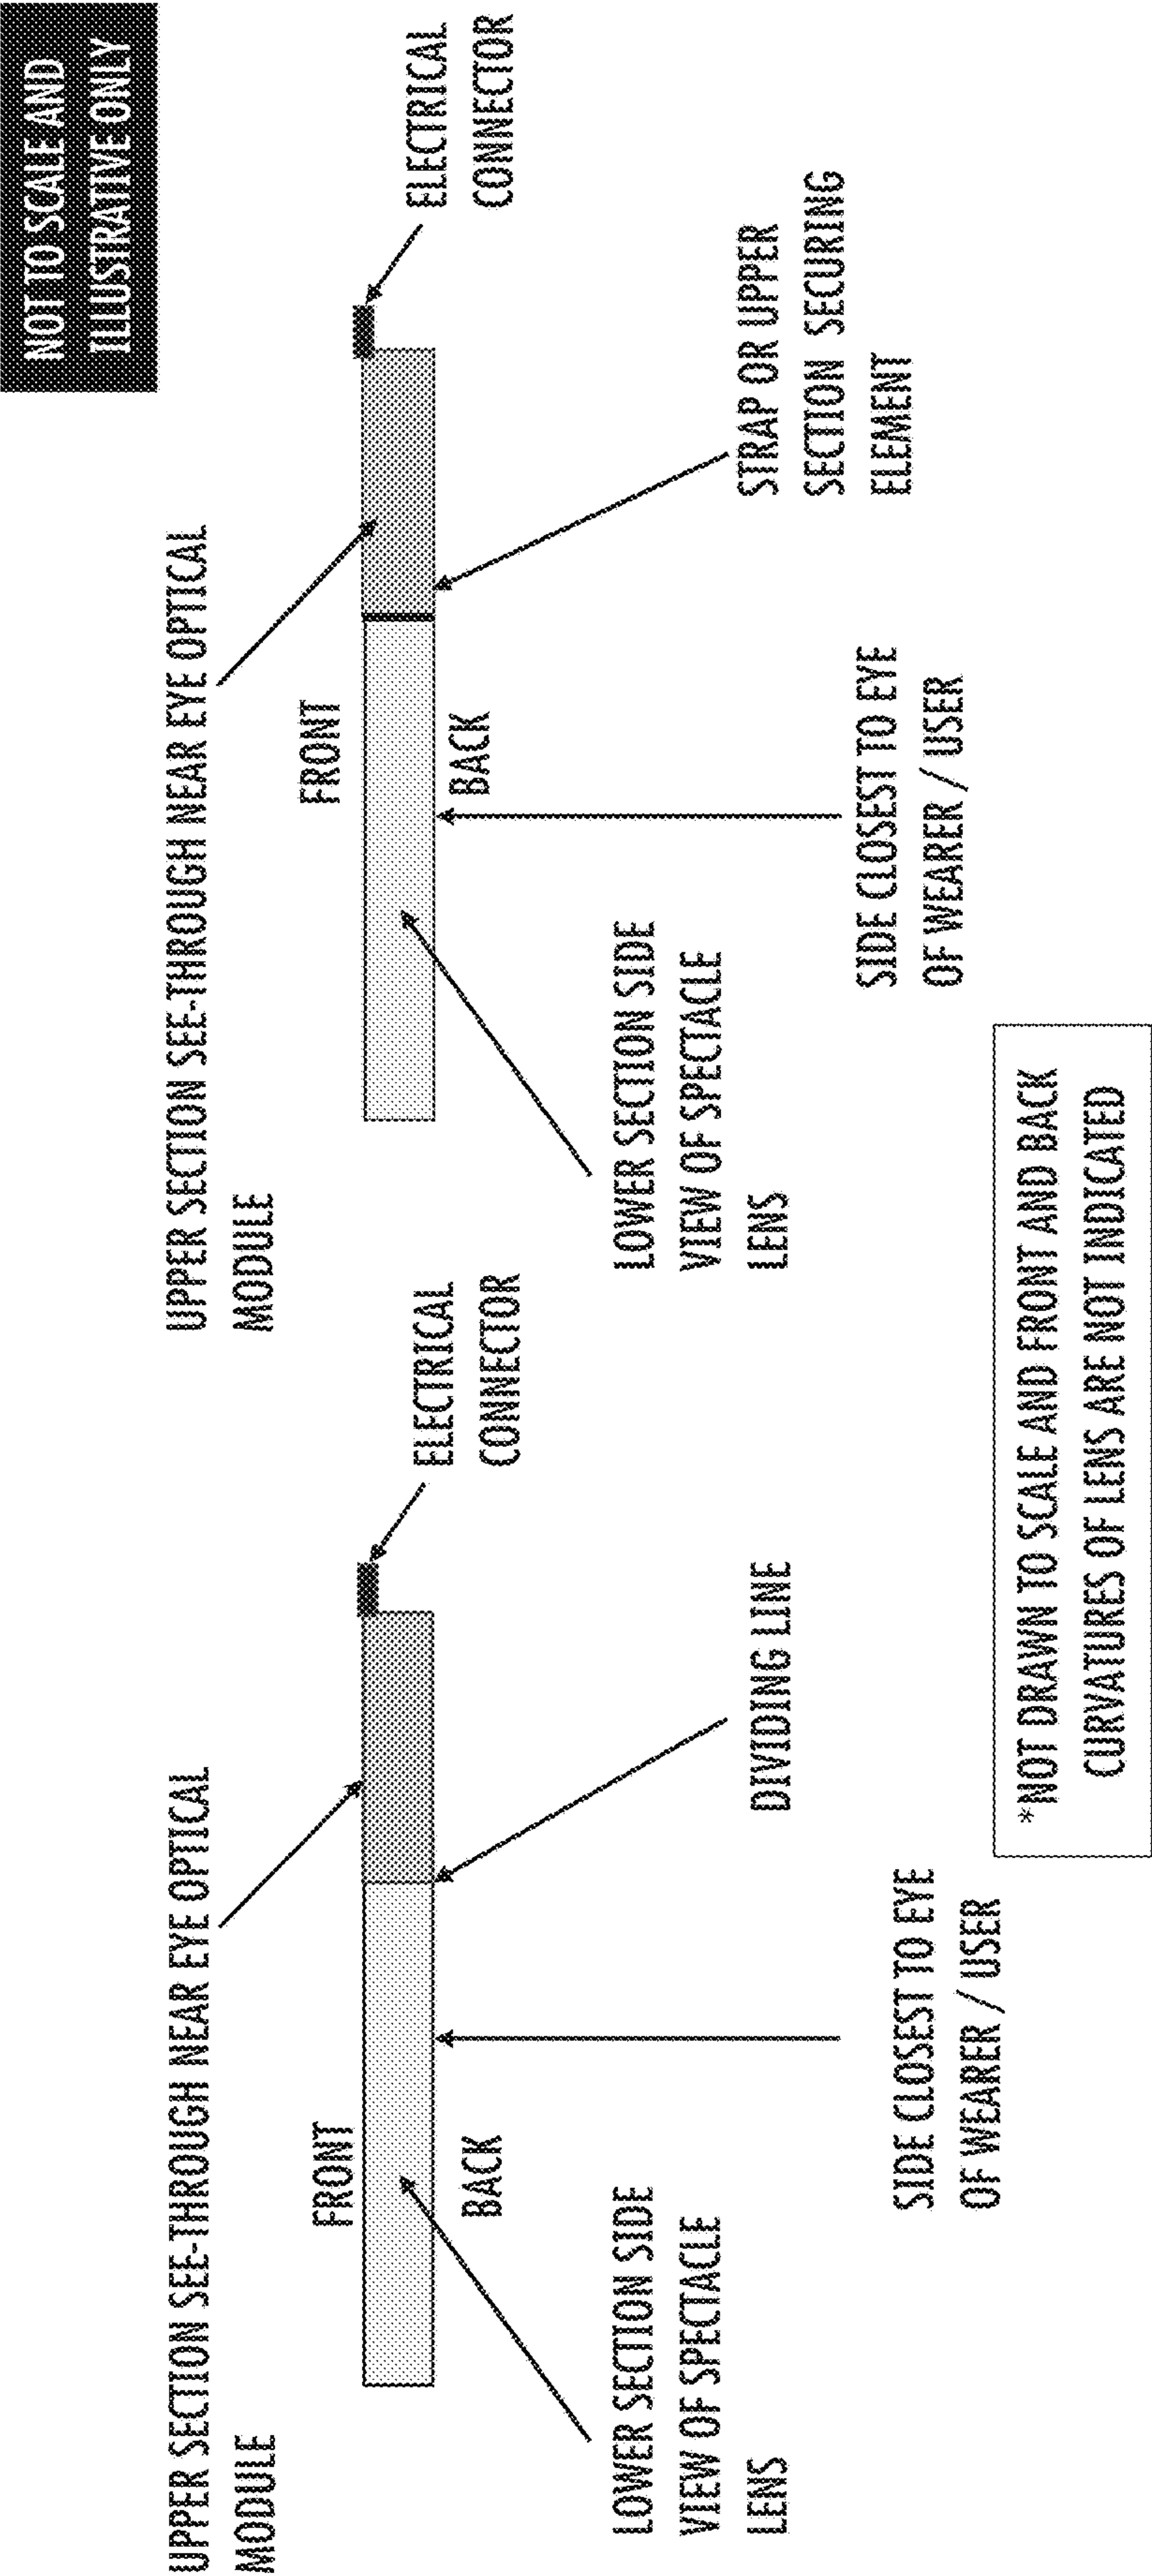 NOT TO SCALE AND
ILLUSTRATIVE ONLY
UPPER SECTION SEE-THROUGH NEAR EYE OPTICAL
MODULE
FRONT
BACK
ELECTRICAL
CONNECTOR
LOWER SECTION SIDE
VIEW OF SPECTACLE
LENS
DIVIDING LINE
SIDE CLOSEST TO EYE
OF WEARER / USER
UPPER SECTION SEE-THROUGH NEAR EYE OPTICAL
MODULE
FRONT
BACK
ELECTRICAL
CONNECTOR
LOWER SECTION SIDE
VIEW OF SPECTACLE
LENS
STRAP OR UPPER
SECTION SECURING
ELEMENT
SIDE CLOSEST TO EYE
OF WEARER / USER
*NOT DRAWN TO SCALE AND FRONT AND BACK
CURVATURES OF LENS ARE NOT INDICATED